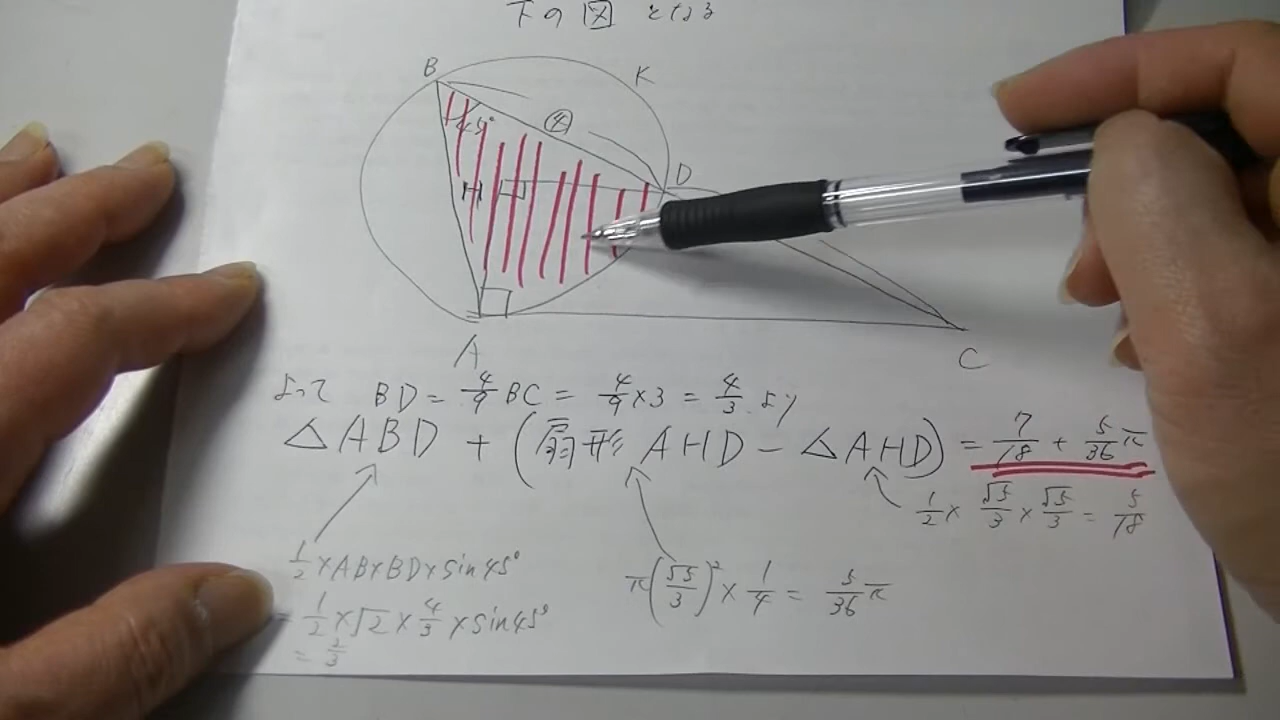 下の図 となる
B
K
45°
④
D
H
A
C
よって BD = 4/9 BC = 4/9 × 3 = 4/3 より
△ABD + (扇形 AHD − △AHD) = 7/18 + 5/36 π
1/2 × √5/3 × √5/3 = 5/18
1/2 × AB × BD × sin45°
π(√5/3)² × 1/4 = 5/36 π
= 1/2 × √2 × 4/3 × sin45°
= 2/3